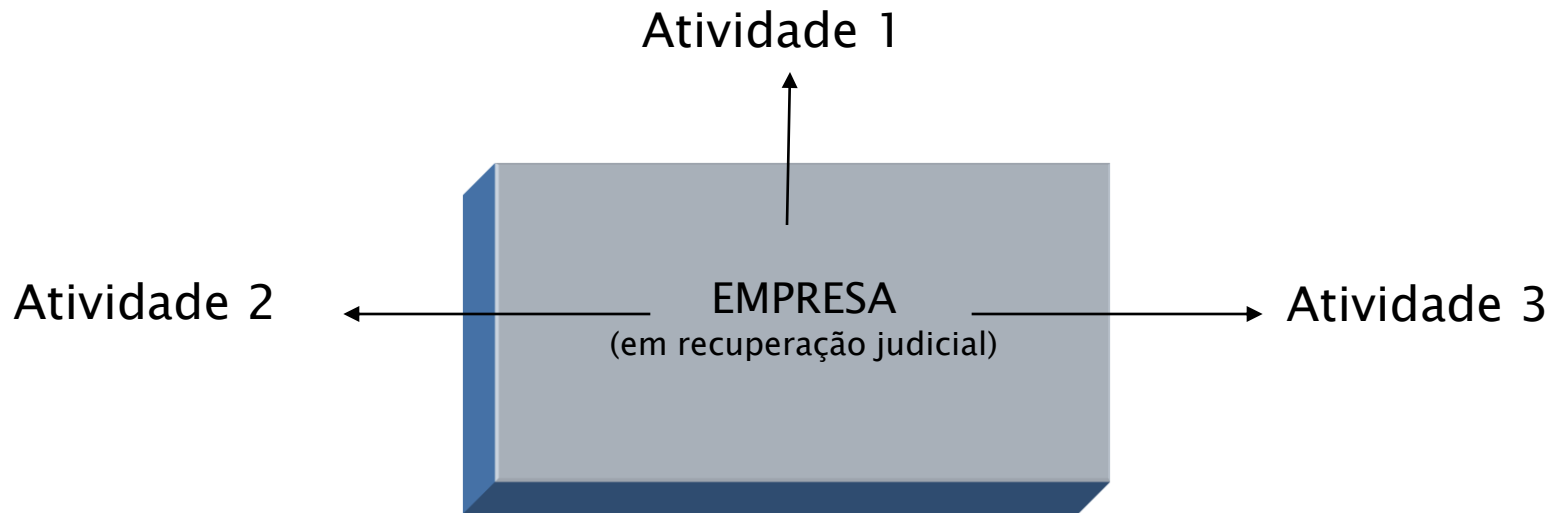 Atividade 1
Atividade 2
EMPRESA
(em recuperação judicial)
Atividade 3